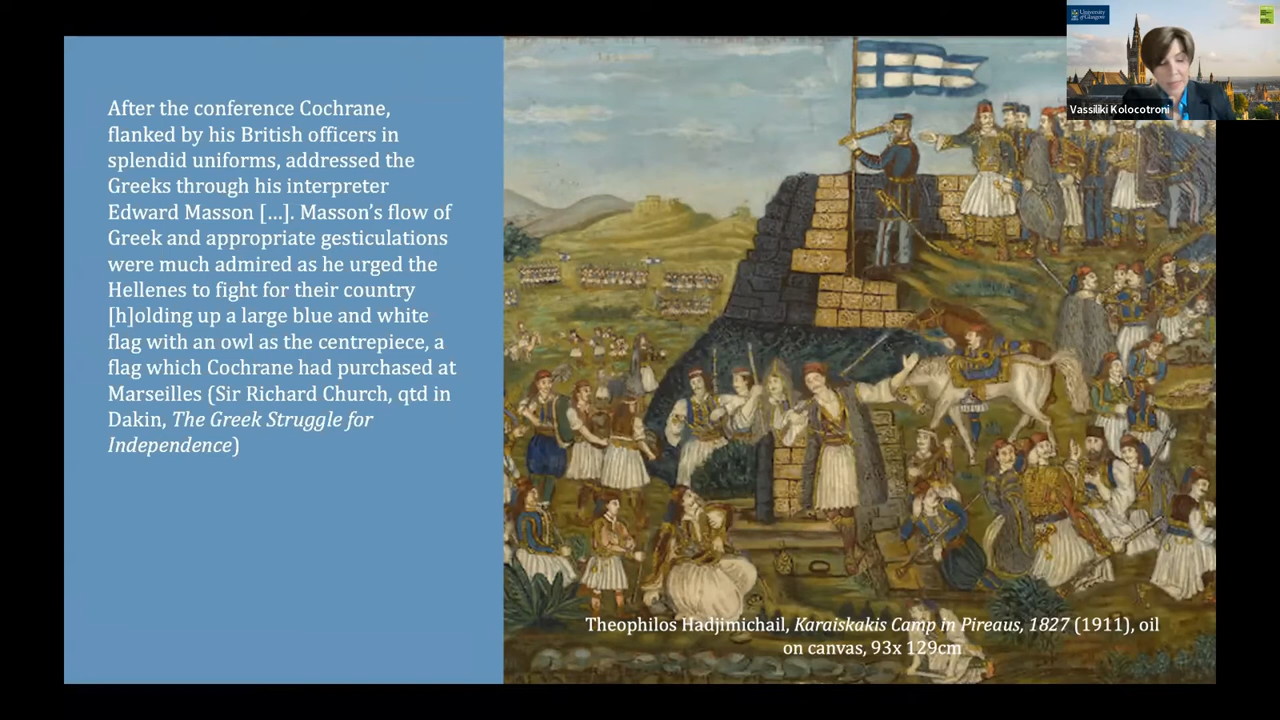 After the conference Cochrane,
flanked by his British officers in
splendid uniforms, addressed the
Greeks through his interpreter
Edward Masson […]. Masson’s flow of
Greek and appropriate gesticulations
were much admired as he urged the
Hellenes to fight for their country
[h]olding up a large blue and white
flag with an owl as the centrepiece, a
flag which Cochrane had purchased at
Marseilles (Sir Richard Church, qtd in
Dakin, The Greek Struggle for
Independence)
Theophilos Hadjimichail, Karaiskakis Camp in Pireaus, 1827 (1911), oil
on canvas, 93x 129cm
University
of Glasgow
Vassiliki Kolocotroni